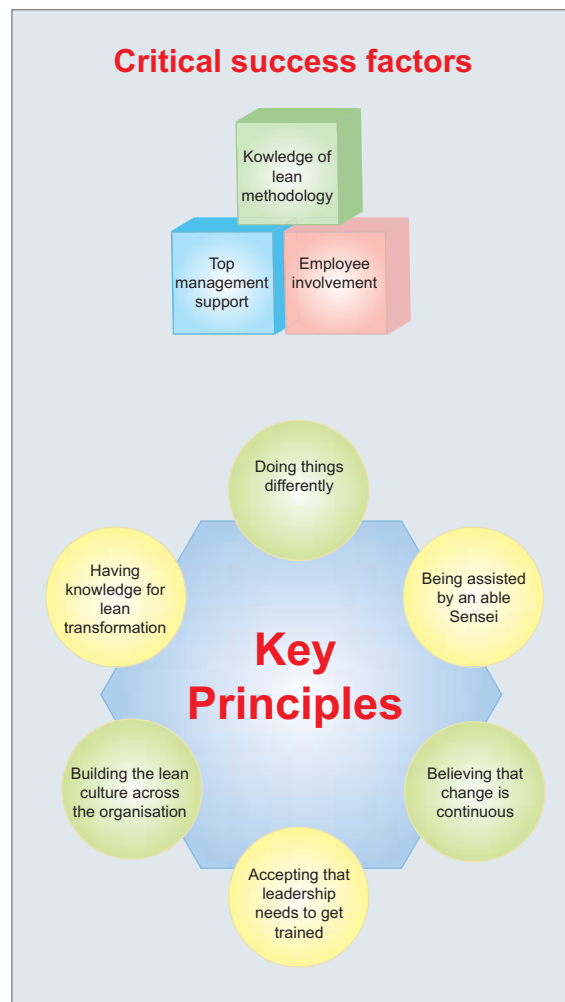 Critical success factors
Kowledge of
lean
methodology
Top
management
support
Employee
involvement
Doing things
differently
Having
knowledge for
lean
transformation
Being assisted
by an able
Sensei
Key
Principles
Building the lean
culture across
the organisation
Believing that
change is
continuous
Accepting that
leadership
needs to get
trained